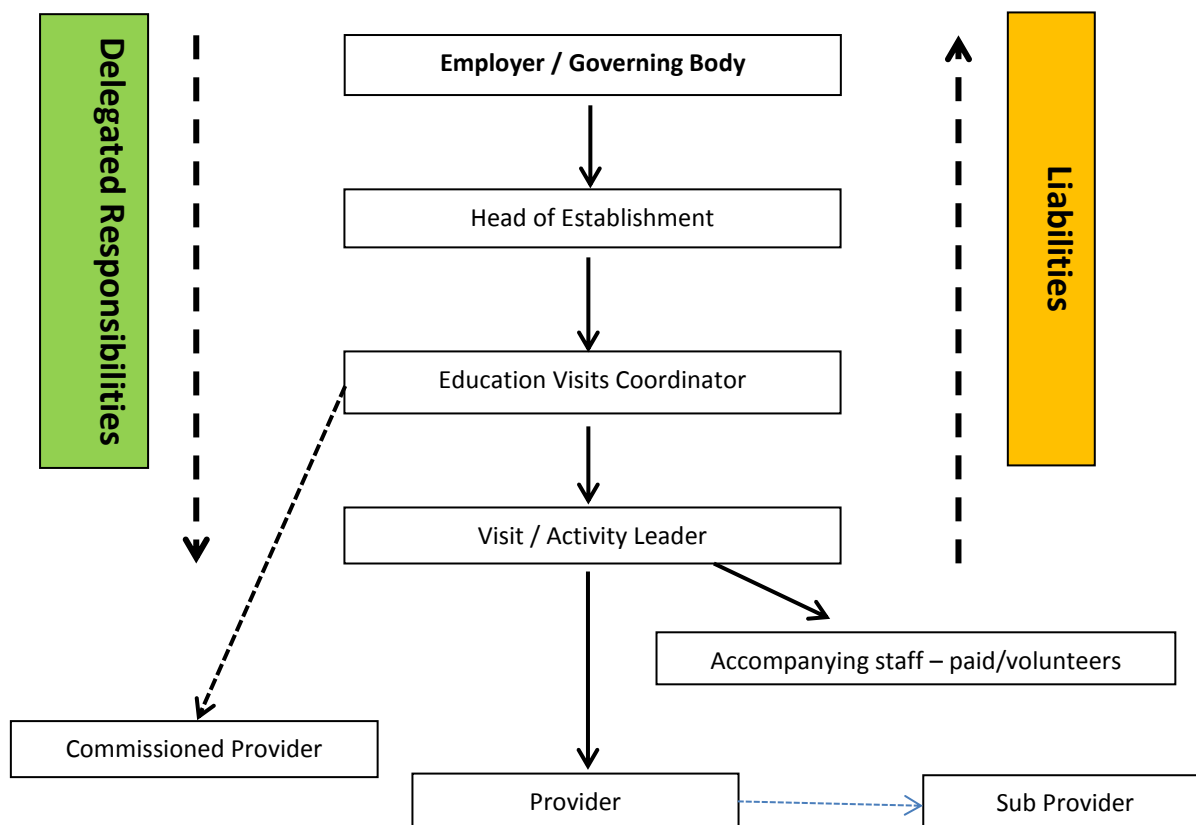 Delegated Responsibilities
Employer / Governing Body
Liabilities
Head of Establishment
Education Visits Coordinator
Visit / Activity Leader
Accompanying staff – paid/volunteers
Commissioned Provider
Provider
Sub Provider